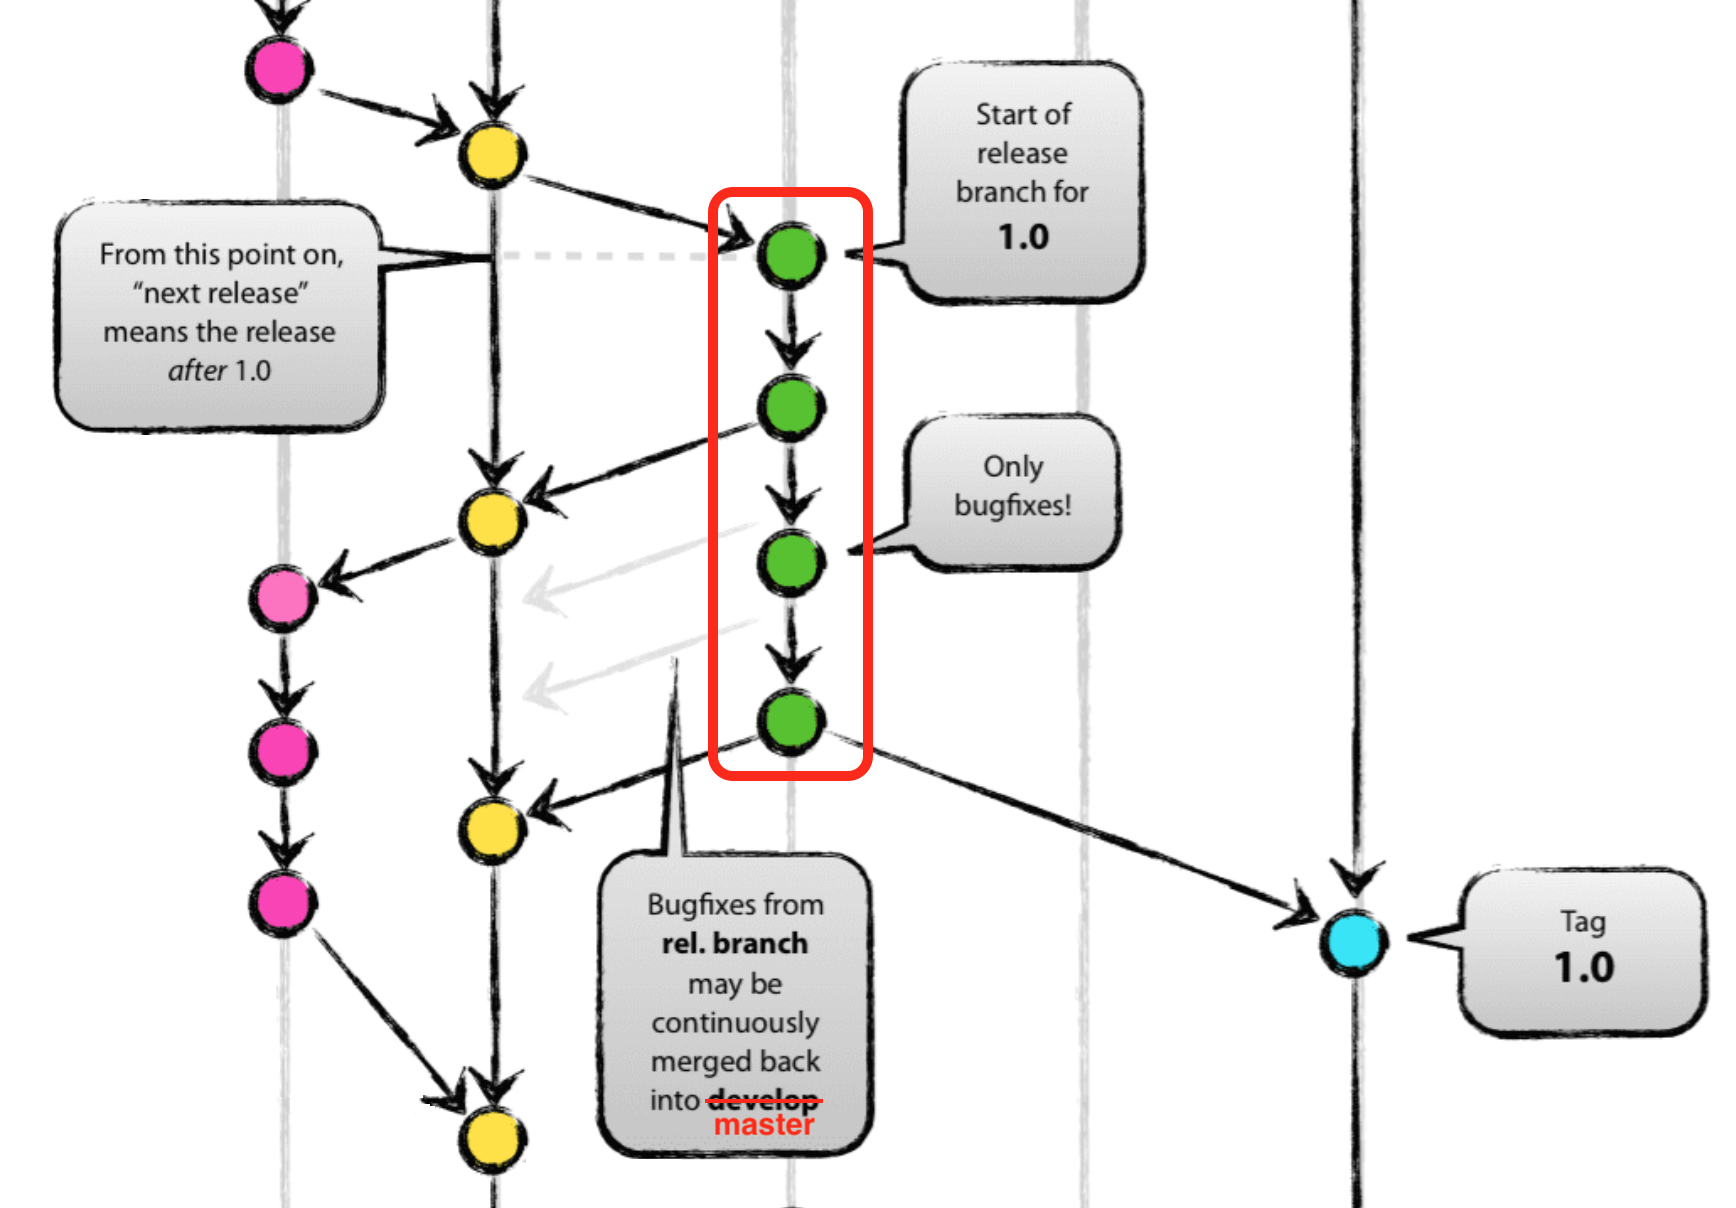 Start of
release
branch for
1.0
From this point on,
“next release”
means the release
after 1.0
Only
bugfixes!
Bugfixes from
rel. branch
may be
continuously
merged back
into develop
master
Tag
1.0